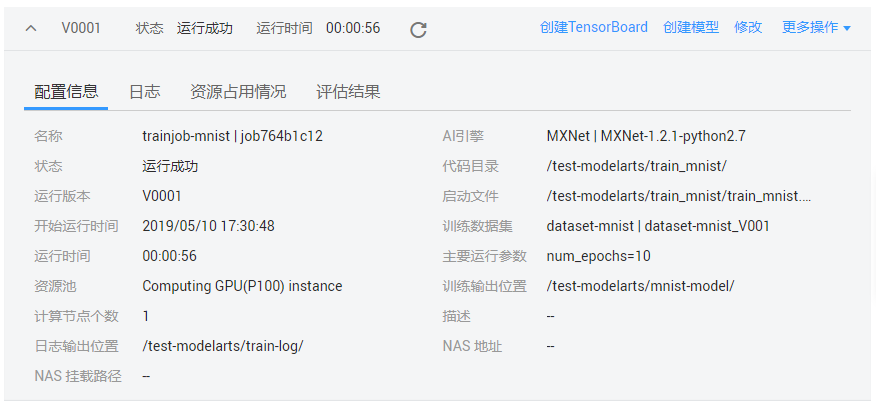 V0001 状态 运行成功 运行时间 00:00:56 创建TensorBoard 创建模型 修改 更多操作
配置信息 日志 资源占用情况 评估结果
名称 trainjob-mnist | job764b1c12 AI引擎 MXNet | MXNet-1.2.1-python2.7
状态 运行成功 代码目录 /test-modelarts/train_mnist/
运行版本 V0001 启动文件 /test-modelarts/train_mnist/train_mnist....
开始运行时间 2019/05/10 17:30:48 训练数据集 dataset-mnist | dataset-mnist_V001
运行时间 00:00:56 主要运行参数 num_epochs=10
资源池 Computing GPU(P100) instance 训练输出位置 /test-modelarts/mnist-model/
计算节点个数 1 描述 --
日志输出位置 /test-modelarts/train-log/ NAS 地址 --
NAS 挂载路径 --